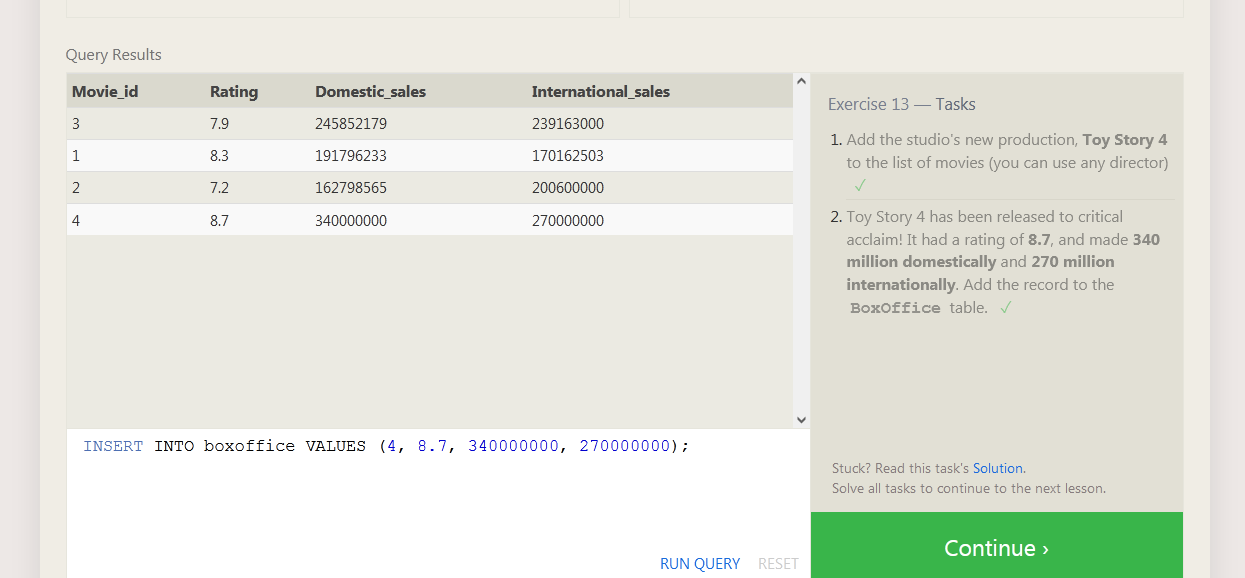 Query Results
Movie_id Rating Domestic_sales International_sales
3 7.9 245852179 239163000
1 8.3 191796233 170162503
2 7.2 162798565 200600000
4 8.7 340000000 270000000
INSERT INTO boxoffice VALUES (4, 8.7, 340000000, 270000000);
RUN QUERY RESET
Exercise 13 — Tasks
1. Add the studio's new production, Toy Story 4
to the list of movies (you can use any director)
✓
2. Toy Story 4 has been released to critical
acclaim! It had a rating of 8.7, and made 340
million domestically and 270 million
internationally. Add the record to the
BoxOffice table. ✓
Stuck? Read this task's Solution.
Solve all tasks to continue to the next lesson.
Continue ›